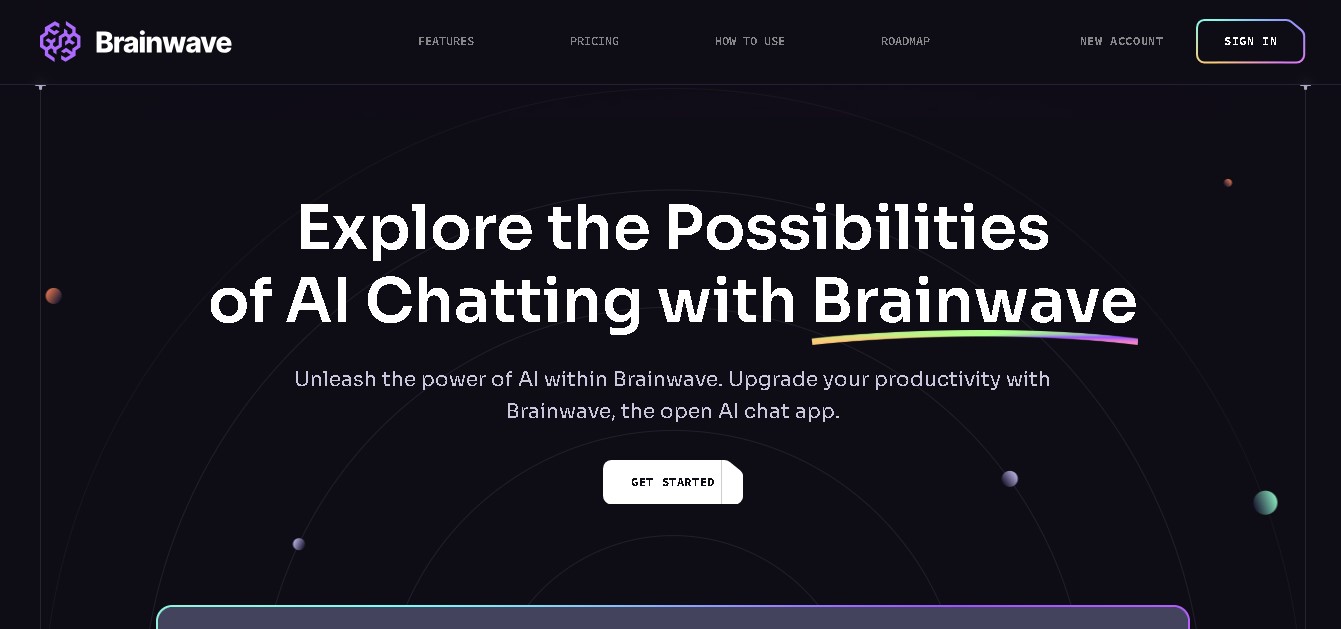 Brainwave
FEATURES
PRICING
HOW TO USE
ROADMAP
NEW ACCOUNT
SIGN IN
Explore the Possibilities
of AI Chatting with Brainwave
Unleash the power of AI within Brainwave. Upgrade your productivity with
Brainwave, the open AI chat app.
GET STARTED